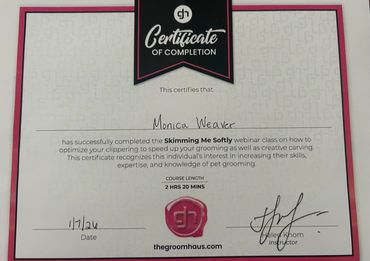 gh
Certificate
OF COMPLETION
This certifies that
Monica Weaver
has successfully completed the Skimming Me Softly webinar class on how to
optimize your clippering to speed up your grooming as well as creative carving.
This certificate recognizes this individual's interest in increasing their skills,
expertise, and knowledge of pet grooming.
COURSE LENGTH
2 HRS 20 MINS
gh
1/7/26
Date
Khom
Instructor
thegroomhaus.com